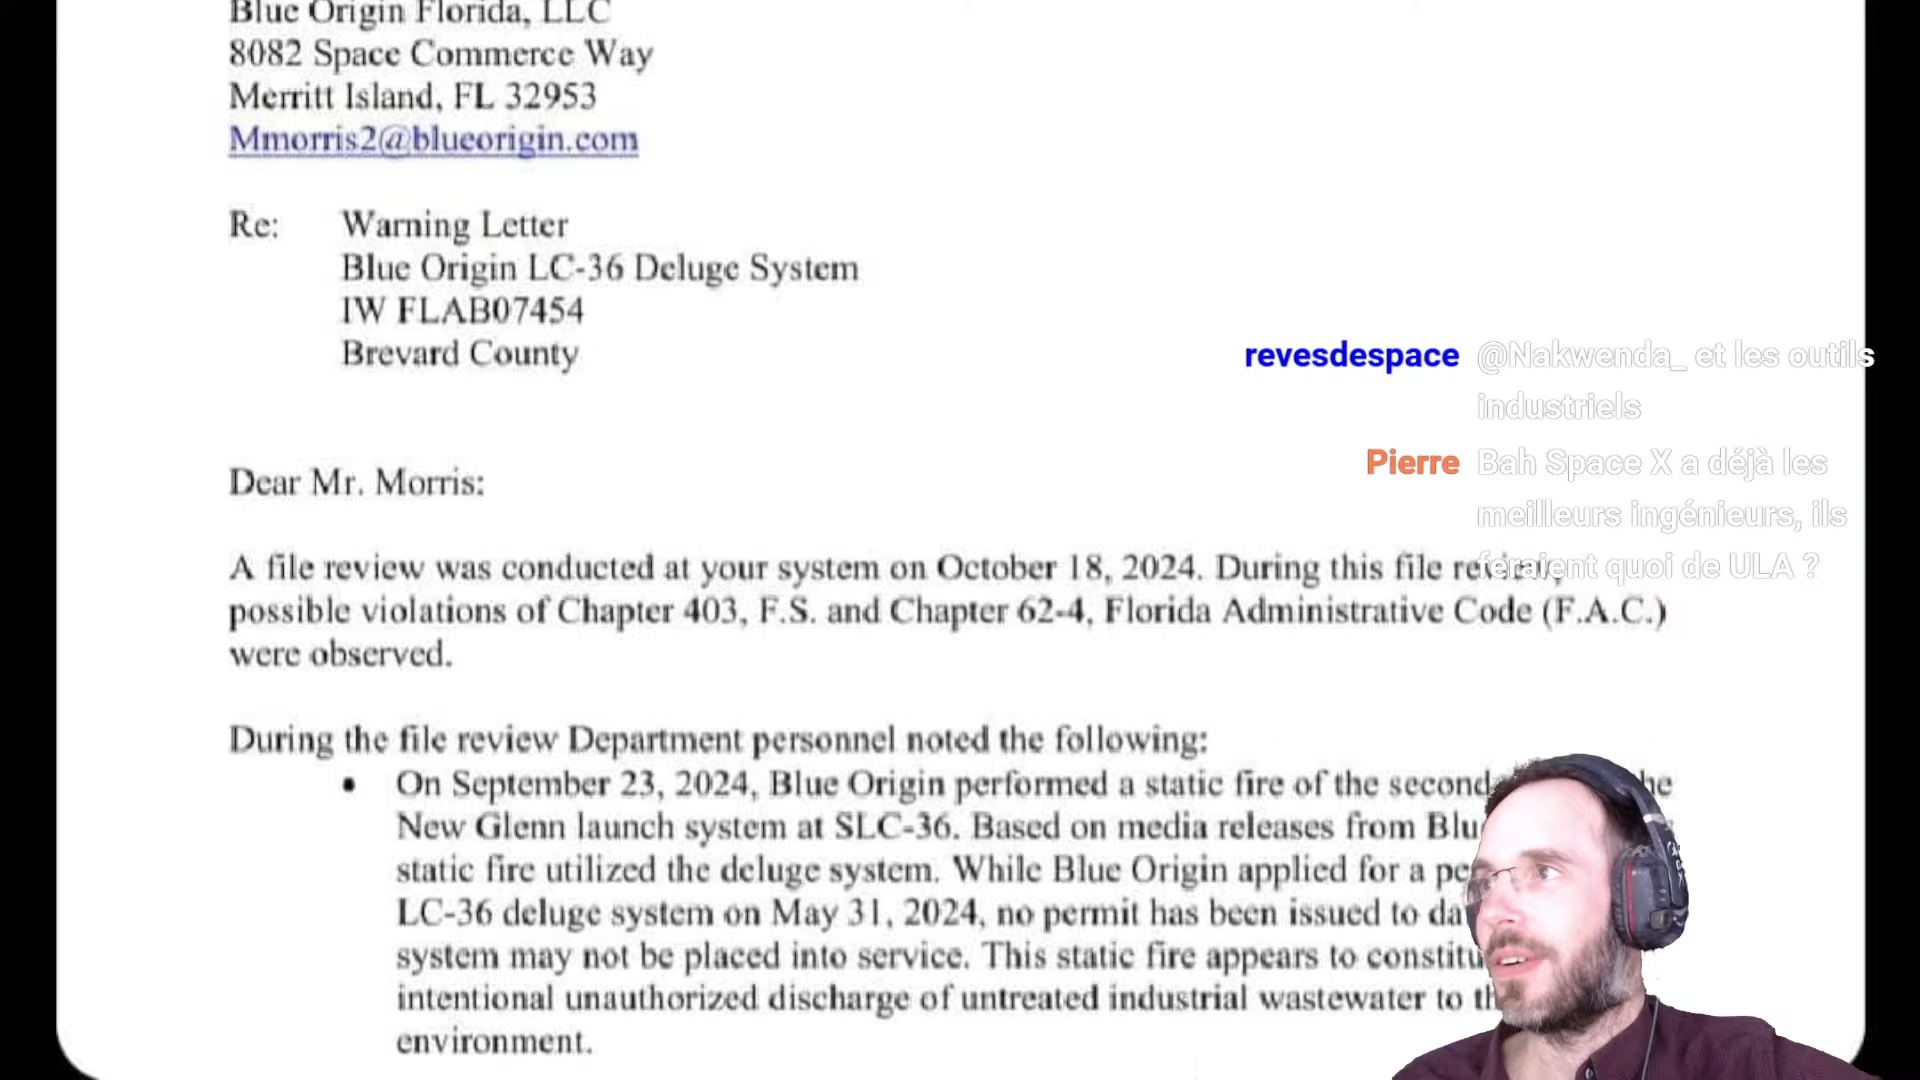 Blue Origin Florida, LLC
8082 Space Commerce Way
Merritt Island, FL 32953
Mmorris2@blueorigin.com
Re: Warning Letter
Blue Origin LC-36 Deluge System
IW FLAB07454
Brevard County
revesdespace @Nakwenda_ et les outils
industriels
Pierre Bah Space X a déjà les
meilleurs ingénieurs, ils
feraient quoi de ULA ?
Dear Mr. Morris:
A file review was conducted at your system on October 18, 2024. During this file review,
possible violations of Chapter 403, F.S. and Chapter 62-4, Florida Administrative Code (F.A.C.)
were observed.
During the file review Department personnel noted the following:
• On September 23, 2024, Blue Origin performed a static fire of the second
New Glenn launch system at SLC-36. Based on media releases from
static fire utilized the deluge system. While Blue Origin applied for a
LC-36 deluge system on May 31, 2024, no permit has been issued to
system may not be placed into service. This static fire appears to
intentional unauthorized discharge of untreated industrial wastewater to
environment.